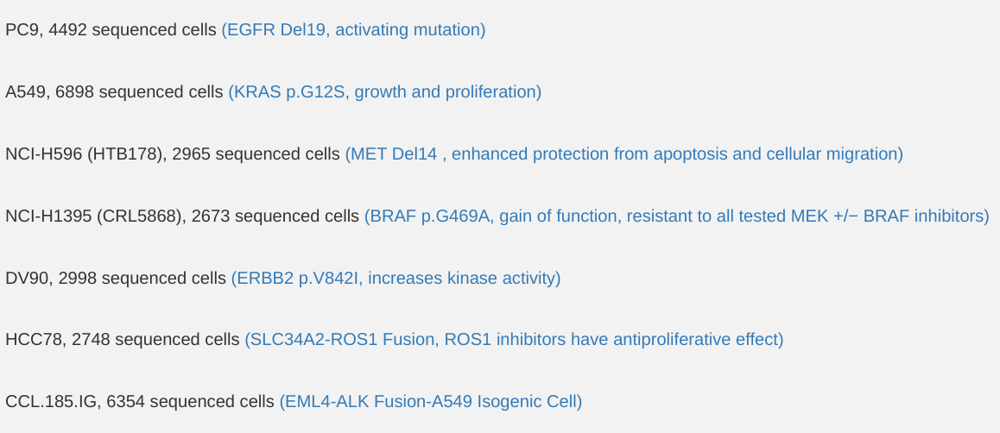 PC9, 4492 sequenced cells (EGFR Del19, activating mutation)
A549, 6898 sequenced cells (KRAS p.G12S, growth and proliferation)
NCI-H596 (HTB178), 2965 sequenced cells (MET Del14 , enhanced protection from apoptosis and cellular migration)
NCI-H1395 (CRL5868), 2673 sequenced cells (BRAF p.G469A, gain of function, resistant to all tested MEK +/− BRAF inhibitors)
DV90, 2998 sequenced cells (ERBB2 p.V842I, increases kinase activity)
HCC78, 2748 sequenced cells (SLC34A2-ROS1 Fusion, ROS1 inhibitors have antiproliferative effect)
CCL.185.IG, 6354 sequenced cells (EML4-ALK Fusion-A549 Isogenic Cell)